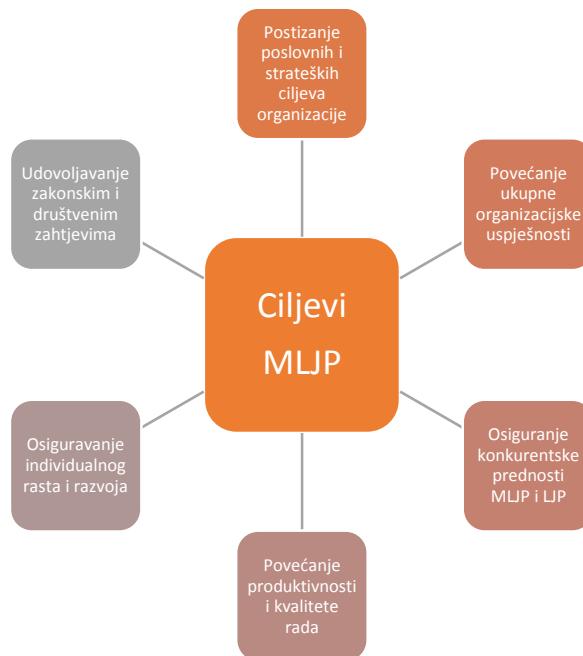 Postizanje
poslovnih i
strateških
ciljeva
organizacije
Povećanje
ukupne
organizacijske
uspješnosti
Osiguranje
konkurentske
prednosti
MLJP i LJP
Povećanje
produktivnosti
i kvalitete
rada
Osiguravanje
individualnog
rasta i razvoja
Udovoljavanje
zakonskim i
društvenim
zahtjevima
Ciljevi
MLJP